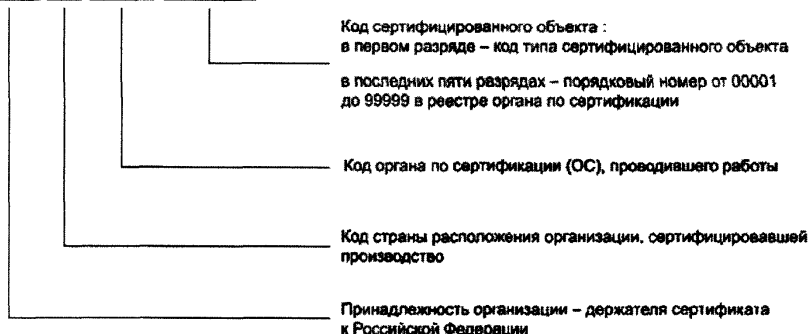 Код сертифицированного объекта :
в первом разряде – код типа сертифицированного объекта
в последних пяти разрядах – порядковый номер от 00001
до 99999 в реестре органа по сертификации
Код органа по сертификации (ОС), проводившего работы
Код страны расположения организации, сертифицировавшей
производство
Принадлежность организации – держателя сертификата
к Российской Федерации